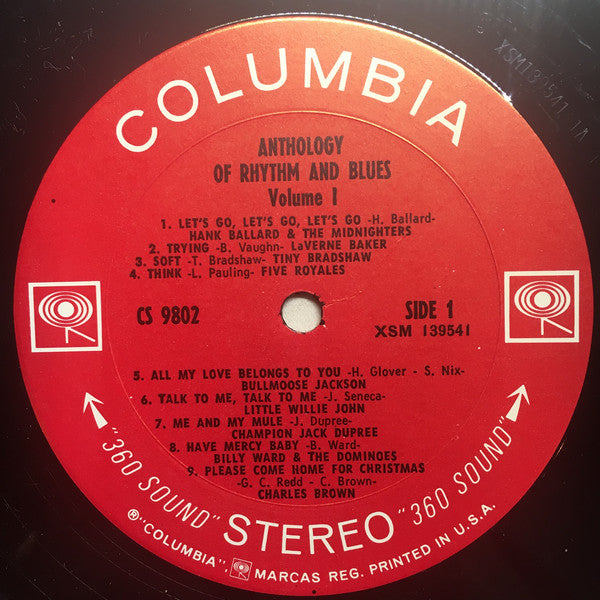 COLUMBIA
XSM139541 1A
ANTHOLOGY
OF RHYTHM AND BLUES
Volume I
1. LET'S GO, LET'S GO, LET'S GO -H. Ballard-
HANK BALLARD & THE MIDNIGHTERS
2. TRYING -B. Vaughn- LaVERNE BAKER
3. SOFT -T. Bradshaw- TINY BRADSHAW
4. THINK -L. Pauling- FIVE ROYALES
CS 9802
SIDE 1
XSM 139541
5. ALL MY LOVE BELONGS TO YOU -H. Glover - S. Nix-
BULLMOOSE JACKSON
6. TALK TO ME, TALK TO ME -J. Seneca-
LITTLE WILLIE JOHN
7. ME AND MY MULE -J. Dupree-
CHAMPION JACK DUPREE
8. HAVE MERCY BABY -B. Ward-
BILLY WARD & THE DOMINOES
9. PLEASE COME HOME FOR CHRISTMAS
-G. C. Redd - C. Brown-
CHARLES BROWN
"360 SOUND" STEREO "360 SOUND"
®"COLUMBIA", MARCAS REG. PRINTED IN U.S.A.